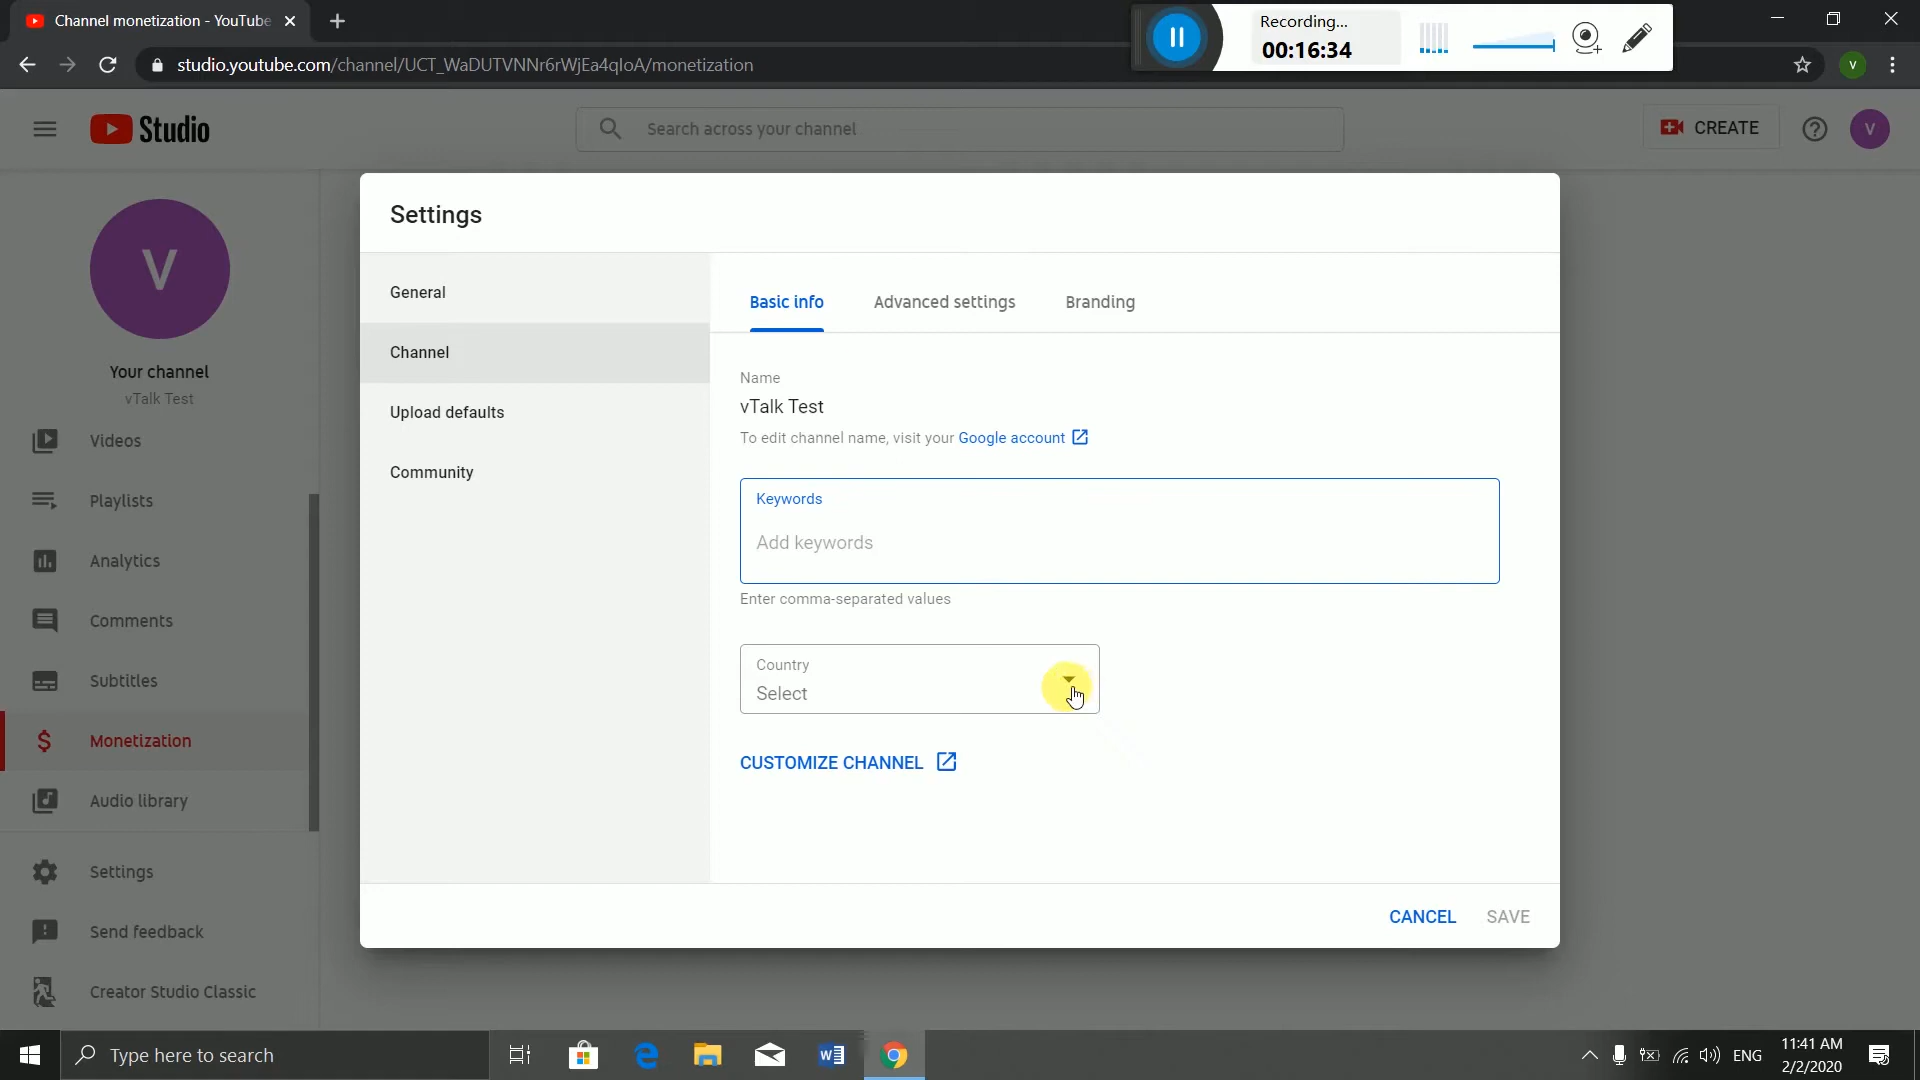 Channel monetization - YouTube
Recording...
00:16:34
studio.youtube.com/channel/UCT_WaDUTVNNr6rWjEa4qloA/monetization
V
Studio
Search across your channel
CREATE
V
V
Your channel
vTalk Test
Videos
Playlists
Analytics
Comments
Subtitles
Monetization
Audio library
Settings
Send feedback
Creator Studio Classic
Settings
General
Channel
Upload defaults
Community
Basic info
Advanced settings
Branding
Name
vTalk Test
To edit channel name, visit your Google account
Keywords
Add keywords
Enter comma-separated values
Country
Select
CUSTOMIZE CHANNEL
CANCEL
SAVE
Type here to search
ENG
11:41 AM
2/2/2020